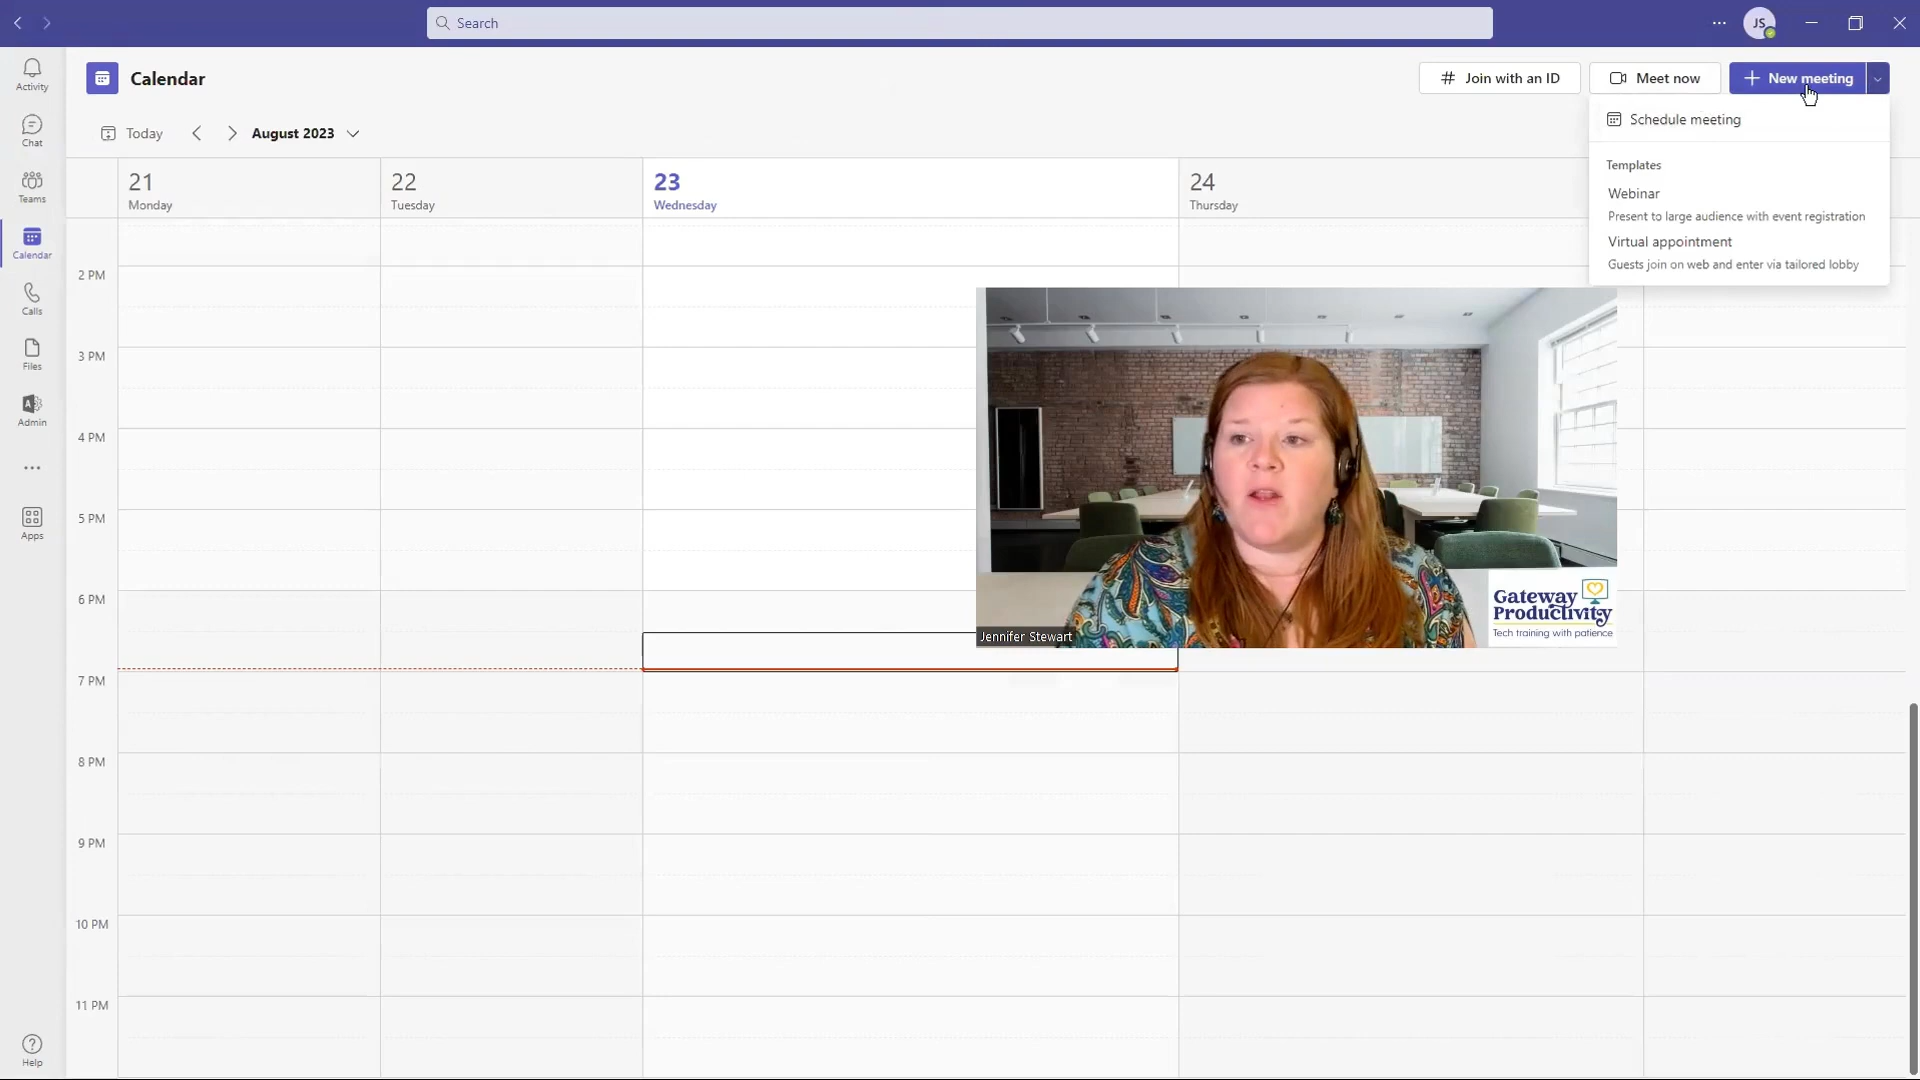 Search
JS
Activity
Chat
Teams
Calendar
Calls
Files
Admin
Apps
Help
Calendar
Join with an ID
Meet now
New meeting
Today
August 2023
Schedule meeting
Templates
Webinar
Present to large audience with event registration
Virtual appointment
Guests join on web and enter via tailored lobby
21
Monday
22
Tuesday
23
Wednesday
24
Thursday
2 PM
3 PM
4 PM
5 PM
6 PM
7 PM
8 PM
9 PM
10 PM
11 PM
Jennifer Stewart
Gateway
Productivity
Tech training with patience